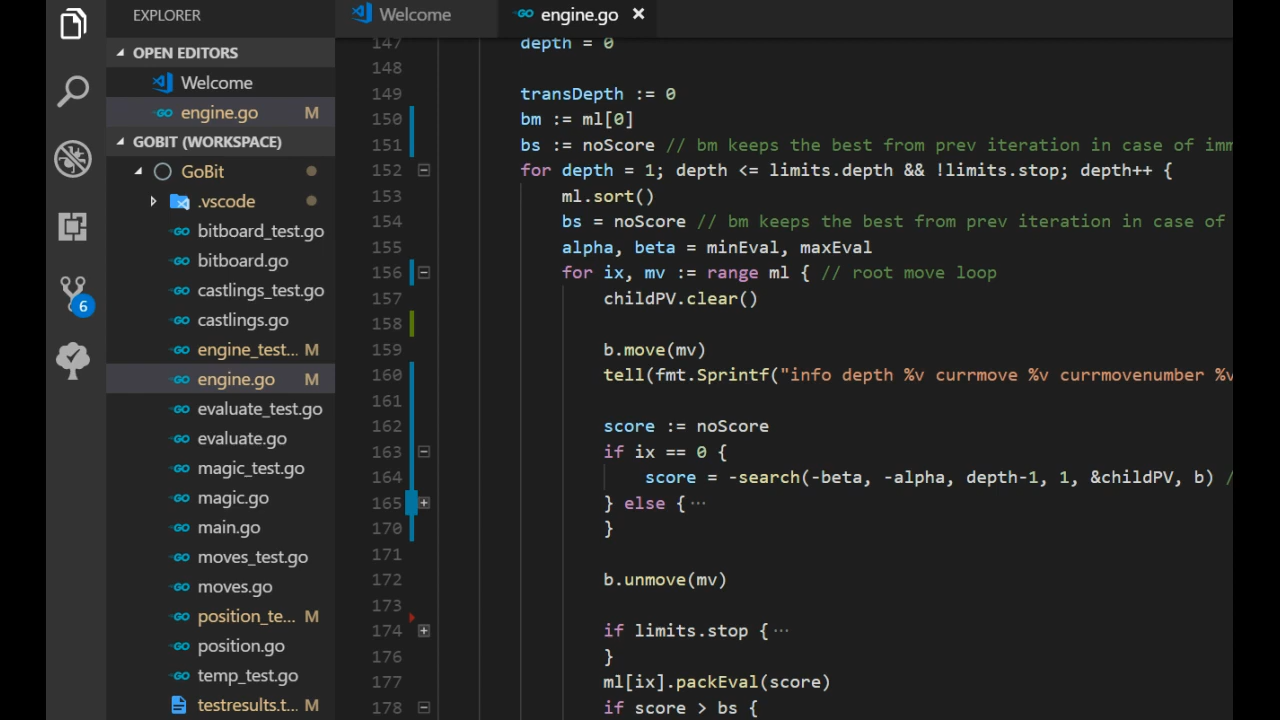 EXPLORER
OPEN EDITORS
Welcome
engine.go M
GOBIT (WORKSPACE)
GoBit
.vscode
bitboard_test.go
bitboard.go
castlings_test.go
castlings.go
engine_test... M
engine.go M
evaluate_test.go
evaluate.go
magic_test.go
magic.go
main.go
moves_test.go
moves.go
position_te... M
position.go
temp_test.go
testresults.t... M
6
Welcome
engine.go ×
147 depth = 0
148
149 transDepth := 0
150 bm := ml[0]
151 bs := noScore // bm keeps the best from prev iteration in case of imm
152 for depth = 1; depth <= limits.depth && !limits.stop; depth++ {
153 ml.sort()
154 bs = noScore // bm keeps the best from prev iteration in case of
155 alpha, beta = minEval, maxEval
156 for ix, mv := range ml { // root move loop
157 childPV.clear()
158
159 b.move(mv)
160 tell(fmt.Sprintf("info depth %v currmove %v currmovenumber %v
161
162 score := noScore
163 if ix == 0 {
164 score = -search(-beta, -alpha, depth-1, 1, &childPV, b) /
165 } else {···
170 }
171
172 b.unmove(mv)
173
174 if limits.stop {···
176 }
177 ml[ix].packEval(score)
178 if score > bs {